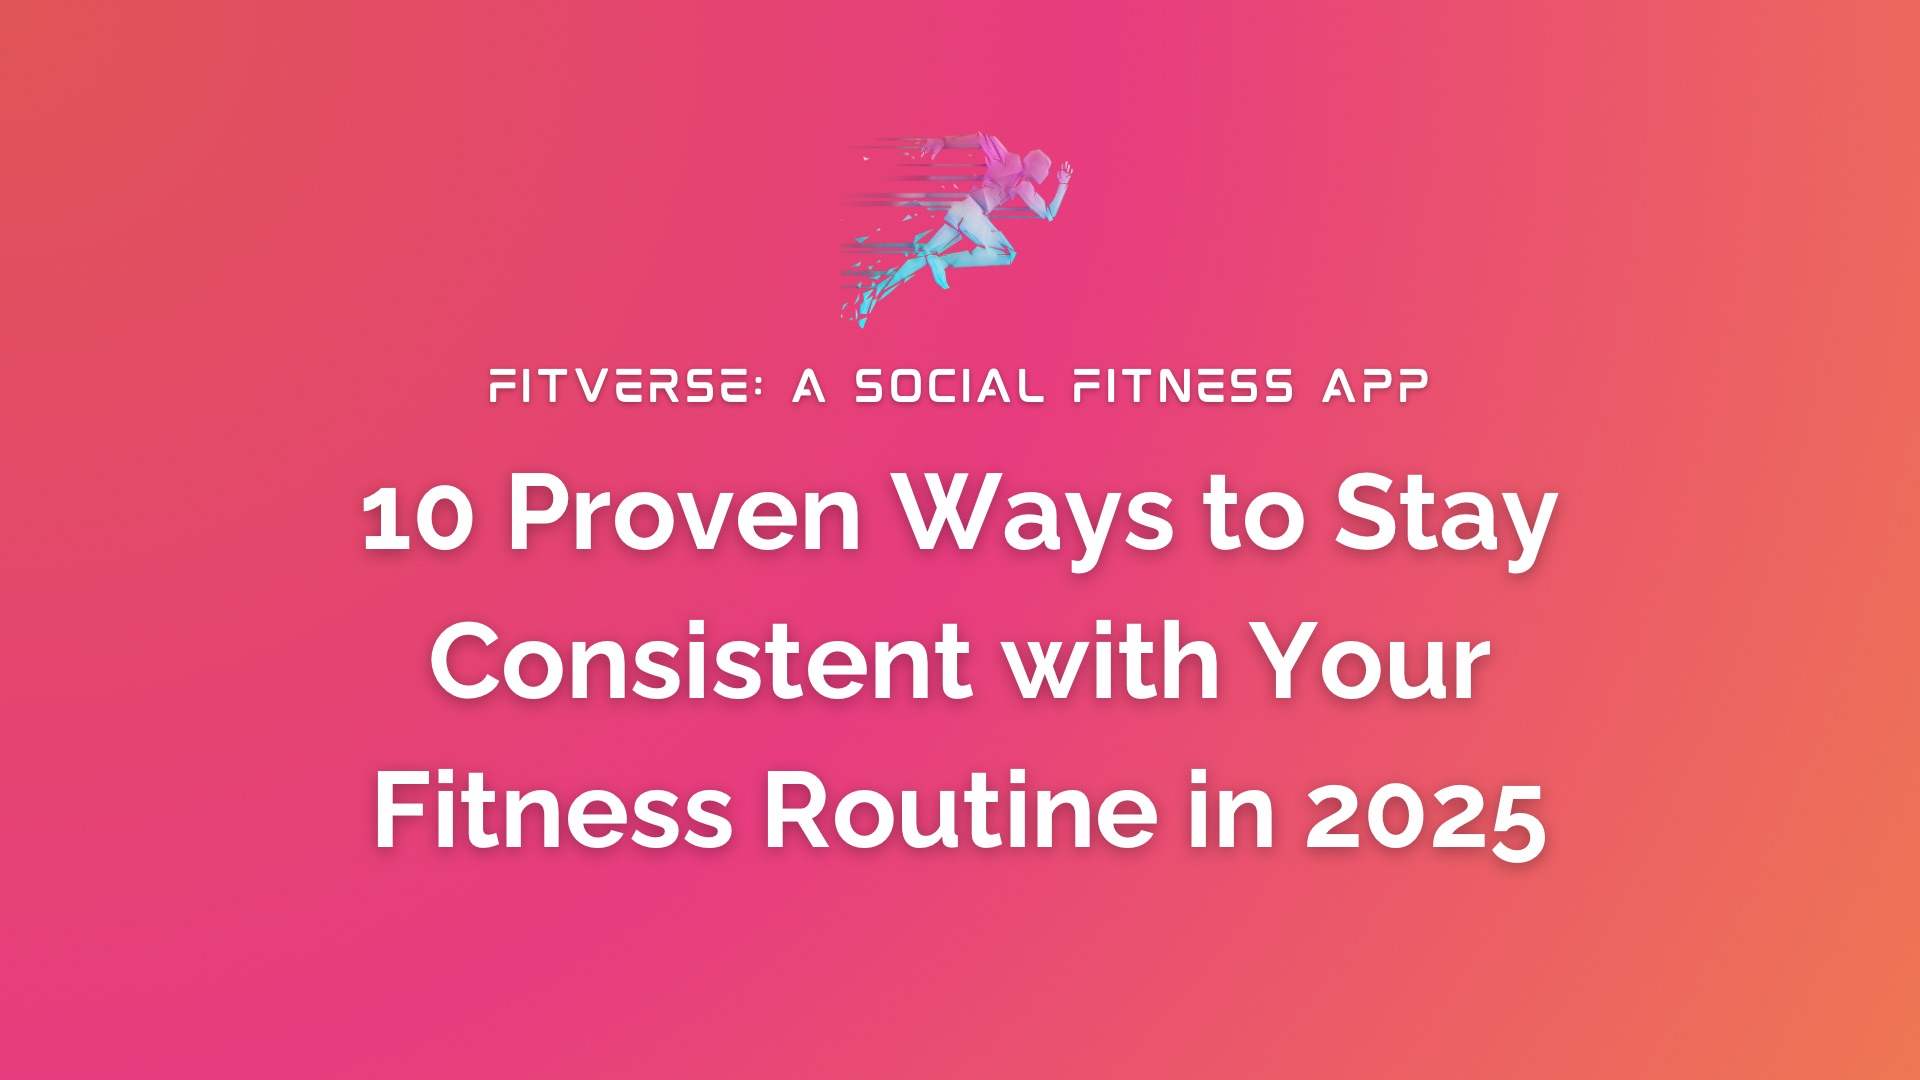 FITVERSE: A SOCIAL FITNESS APP
10 Proven Ways to Stay
Consistent with Your
Fitness Routine in 2025